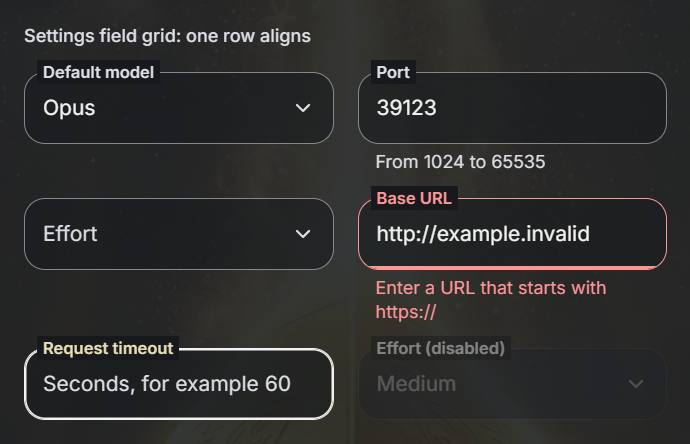 Settings field grid: one row aligns
Default model
Opus
Port
39123
From 1024 to 65535
Effort
Base URL
http://example.invalid
Enter a URL that starts with
https://
Request timeout
Seconds, for example 60
Effort (disabled)
Medium